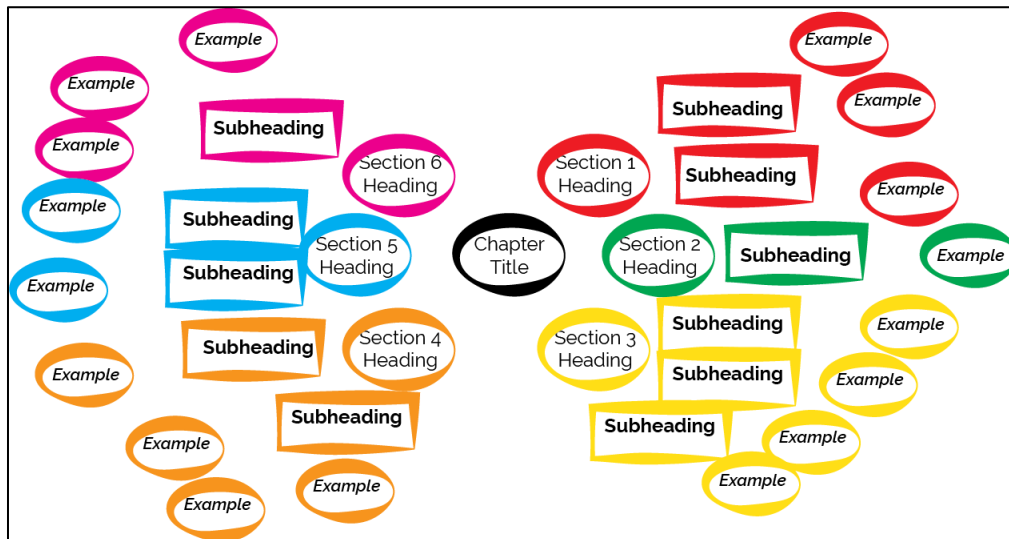 Example
Example
Example
Example
Subheading
Example
Subheading
Example
Section 6
Heading
Section 1
Heading
Subheading
Example
Example
Subheading
Section 5
Heading
Chapter
Title
Section 2
Heading
Subheading
Example
Subheading
Example
Subheading
Section 4
Heading
Section 3
Heading
Subheading
Example
Example
Subheading
Example
Subheading
Subheading
Example
Example
Example
Example
Example